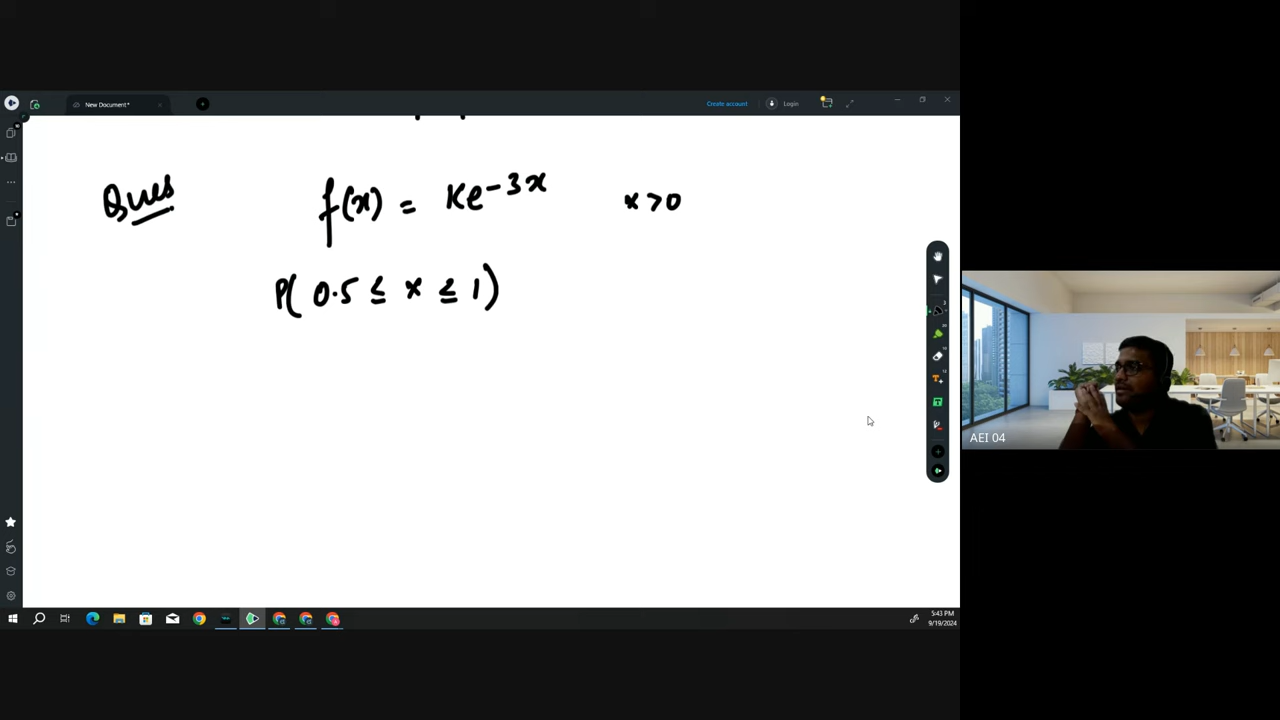 New Document*
Create account
Login
Ques f(x) = Ke^{-3x} x > 0
P( 0.5 ≤ x ≤ 1)
AEI 04
5:43 PM
9/19/2024